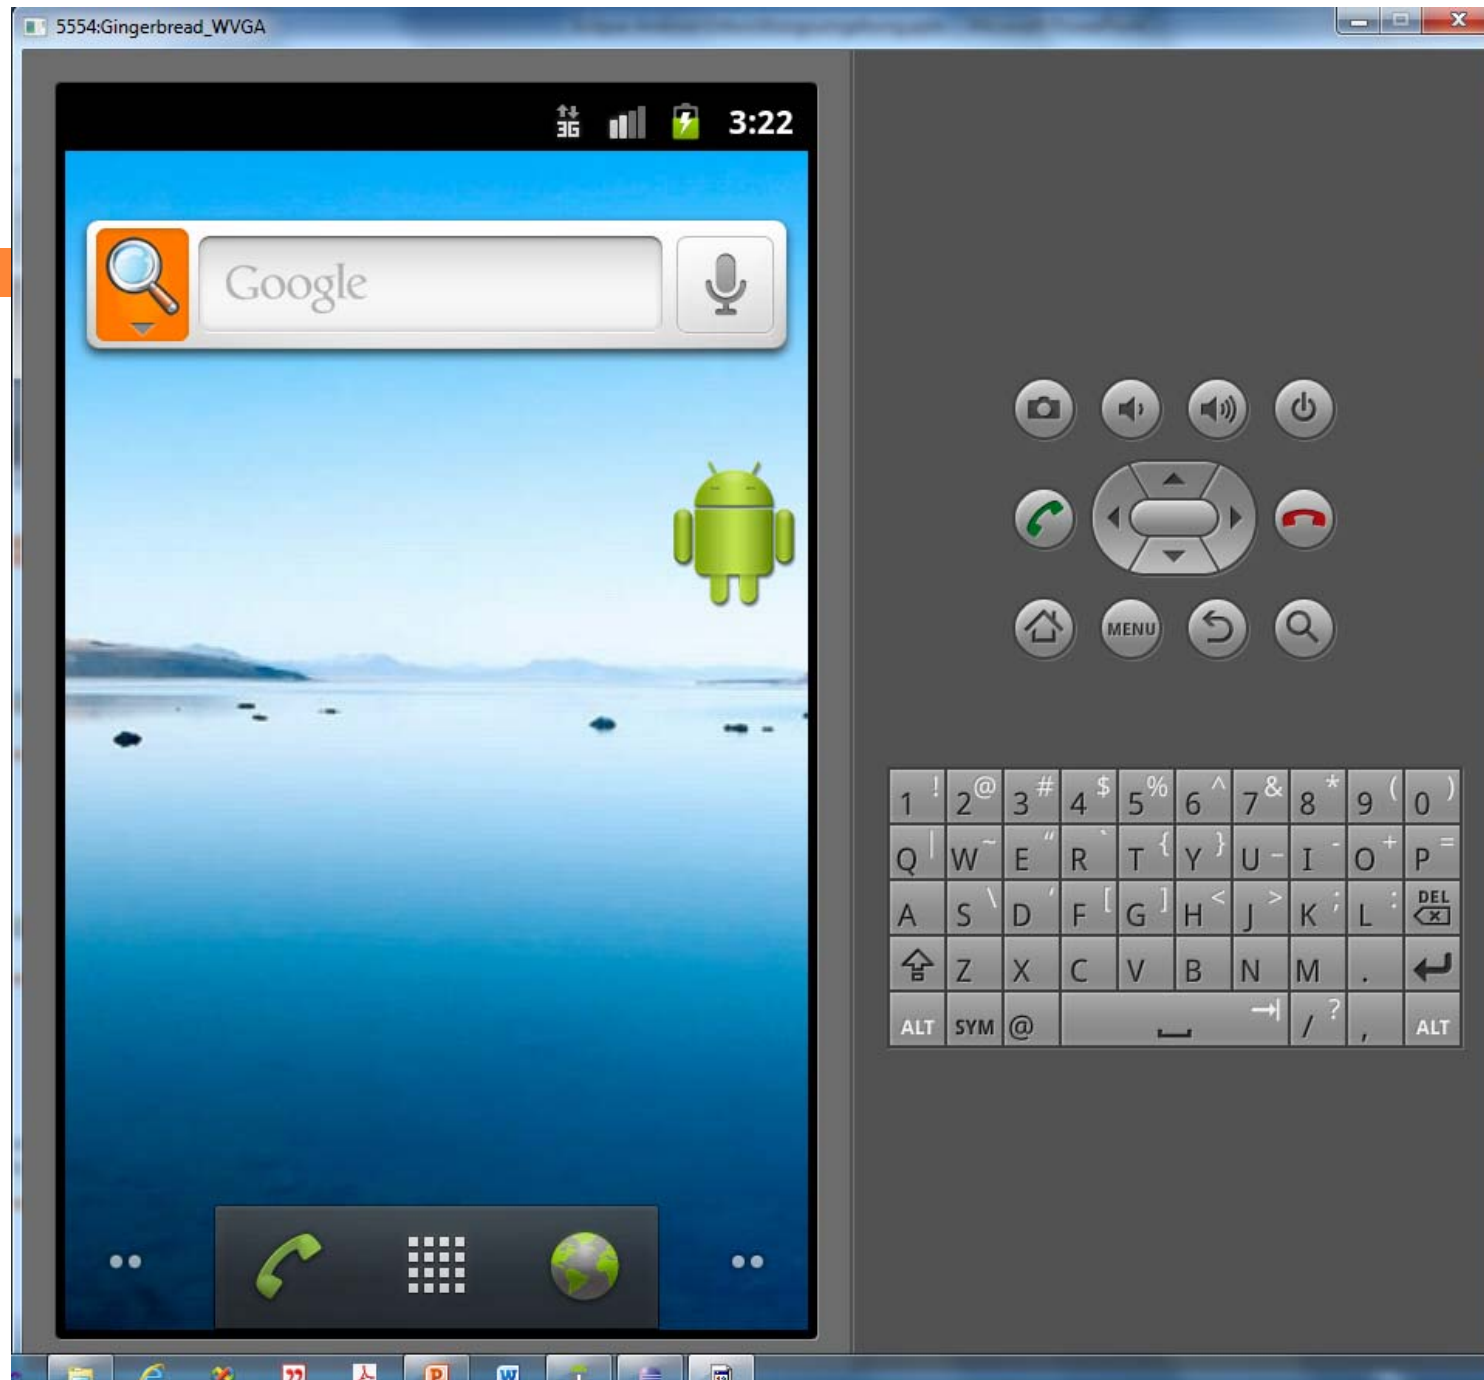 5554:Gingerbread_WVGA
3G 3:22
Google
MENU
1 ! 2 @ 3 # 4 $ 5 % 6 ^ 7 & 8 * 9 ( 0 )
Q | W ~ E " R ` T { Y } U _ I - O + P =
A S \ D ' F [ G ] H < J > K ; L : DEL
Z X C V B N M .
ALT SYM @ / ? , ALT